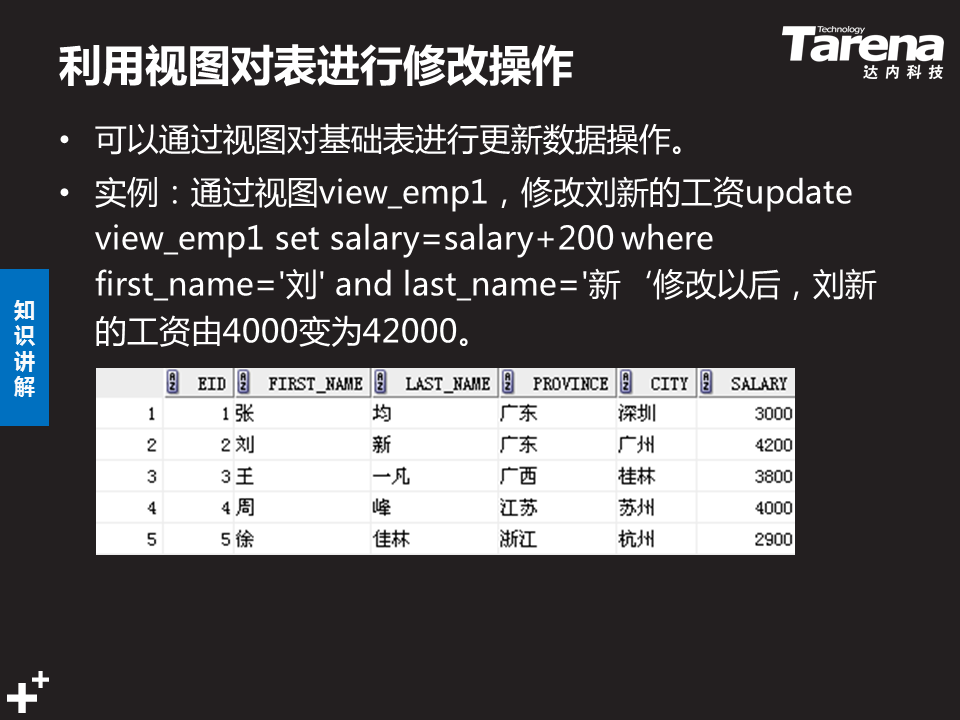 利用视图对表进行修改操作
Technology
Tarena
达内科技
• 可以通过视图对基础表进行更新数据操作。
• 实例：通过视图view_emp1，修改刘新的工资update
view_emp1 set salary=salary+200 where
first_name='刘' and last_name='新‘修改以后，刘新
的工资由4000变为42000。
知
识
讲
解
EID FIRST_NAME LAST_NAME PROVINCE CITY SALARY
1 1 张 均 广东 深圳 3000
2 2 刘 新 广东 广州 4200
3 3 王 一凡 广西 桂林 3800
4 4 周 峰 江苏 苏州 4000
5 5 徐 佳林 浙江 杭州 2900